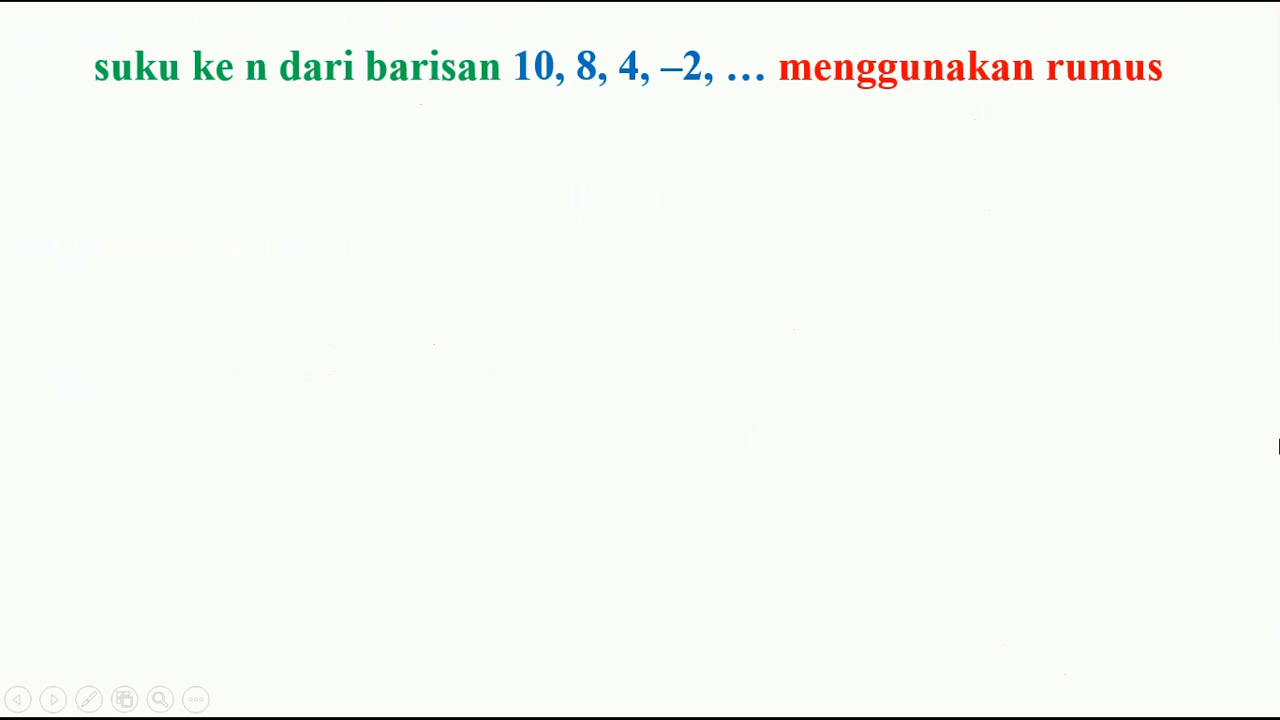 suku ke n dari barisan 10, 8, 4, –2, … menggunakan rumus